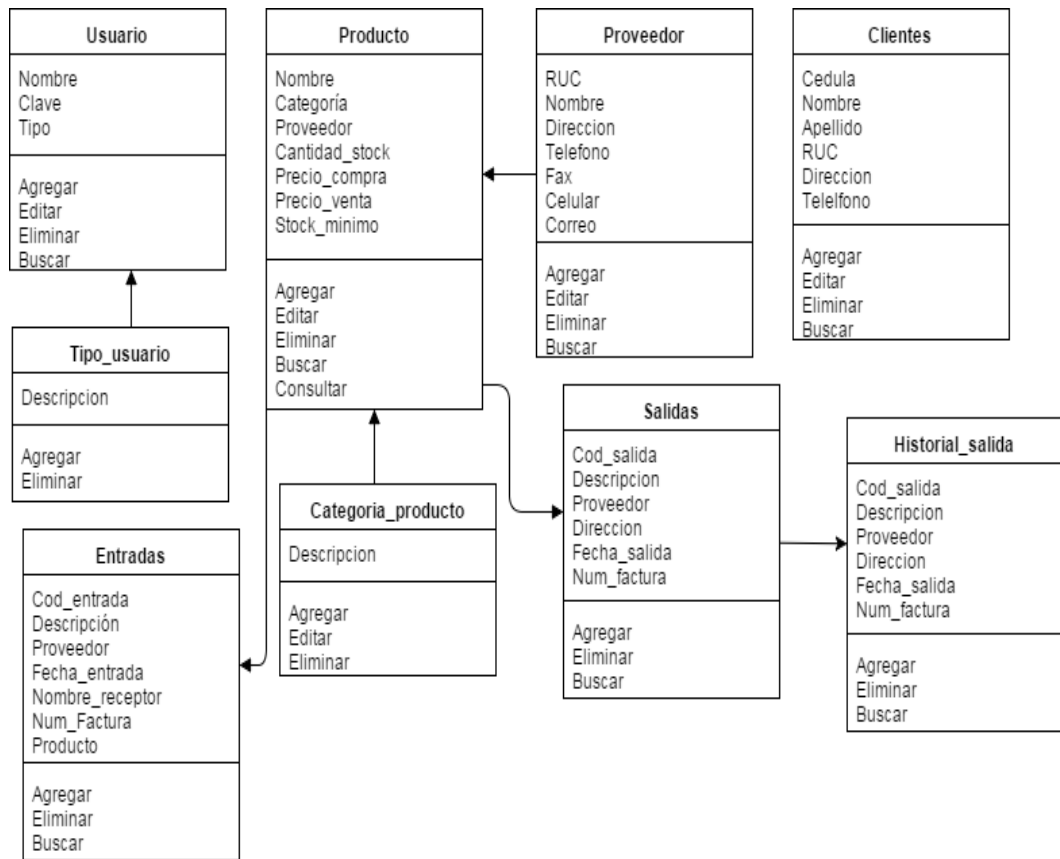 Usuario
Nombre
Clave
Tipo
Agregar
Editar
Eliminar
Buscar
Producto
Nombre
Categoría
Proveedor
Cantidad_stock
Precio_compra
Precio_venta
Stock_minimo
Agregar
Editar
Eliminar
Buscar
Consultar
Proveedor
RUC
Nombre
Direccion
Telefono
Fax
Celular
Correo
Agregar
Editar
Eliminar
Buscar
Clientes
Cedula
Nombre
Apellido
RUC
Direccion
Telelfono
Agregar
Editar
Eliminar
Buscar
Tipo_usuario
Descripcion
Agregar
Eliminar
Categoria_producto
Descripcion
Agregar
Editar
Eliminar
Salidas
Cod_salida
Descripcion
Proveedor
Direccion
Fecha_salida
Num_factura
Agregar
Eliminar
Buscar
Historial_salida
Cod_salida
Descripcion
Proveedor
Direccion
Fecha_salida
Num_factura
Agregar
Eliminar
Buscar
Entradas
Cod_entrada
Descripción
Proveedor
Fecha_entrada
Nombre_receptor
Num_Factura
Producto
Agregar
Eliminar
Buscar